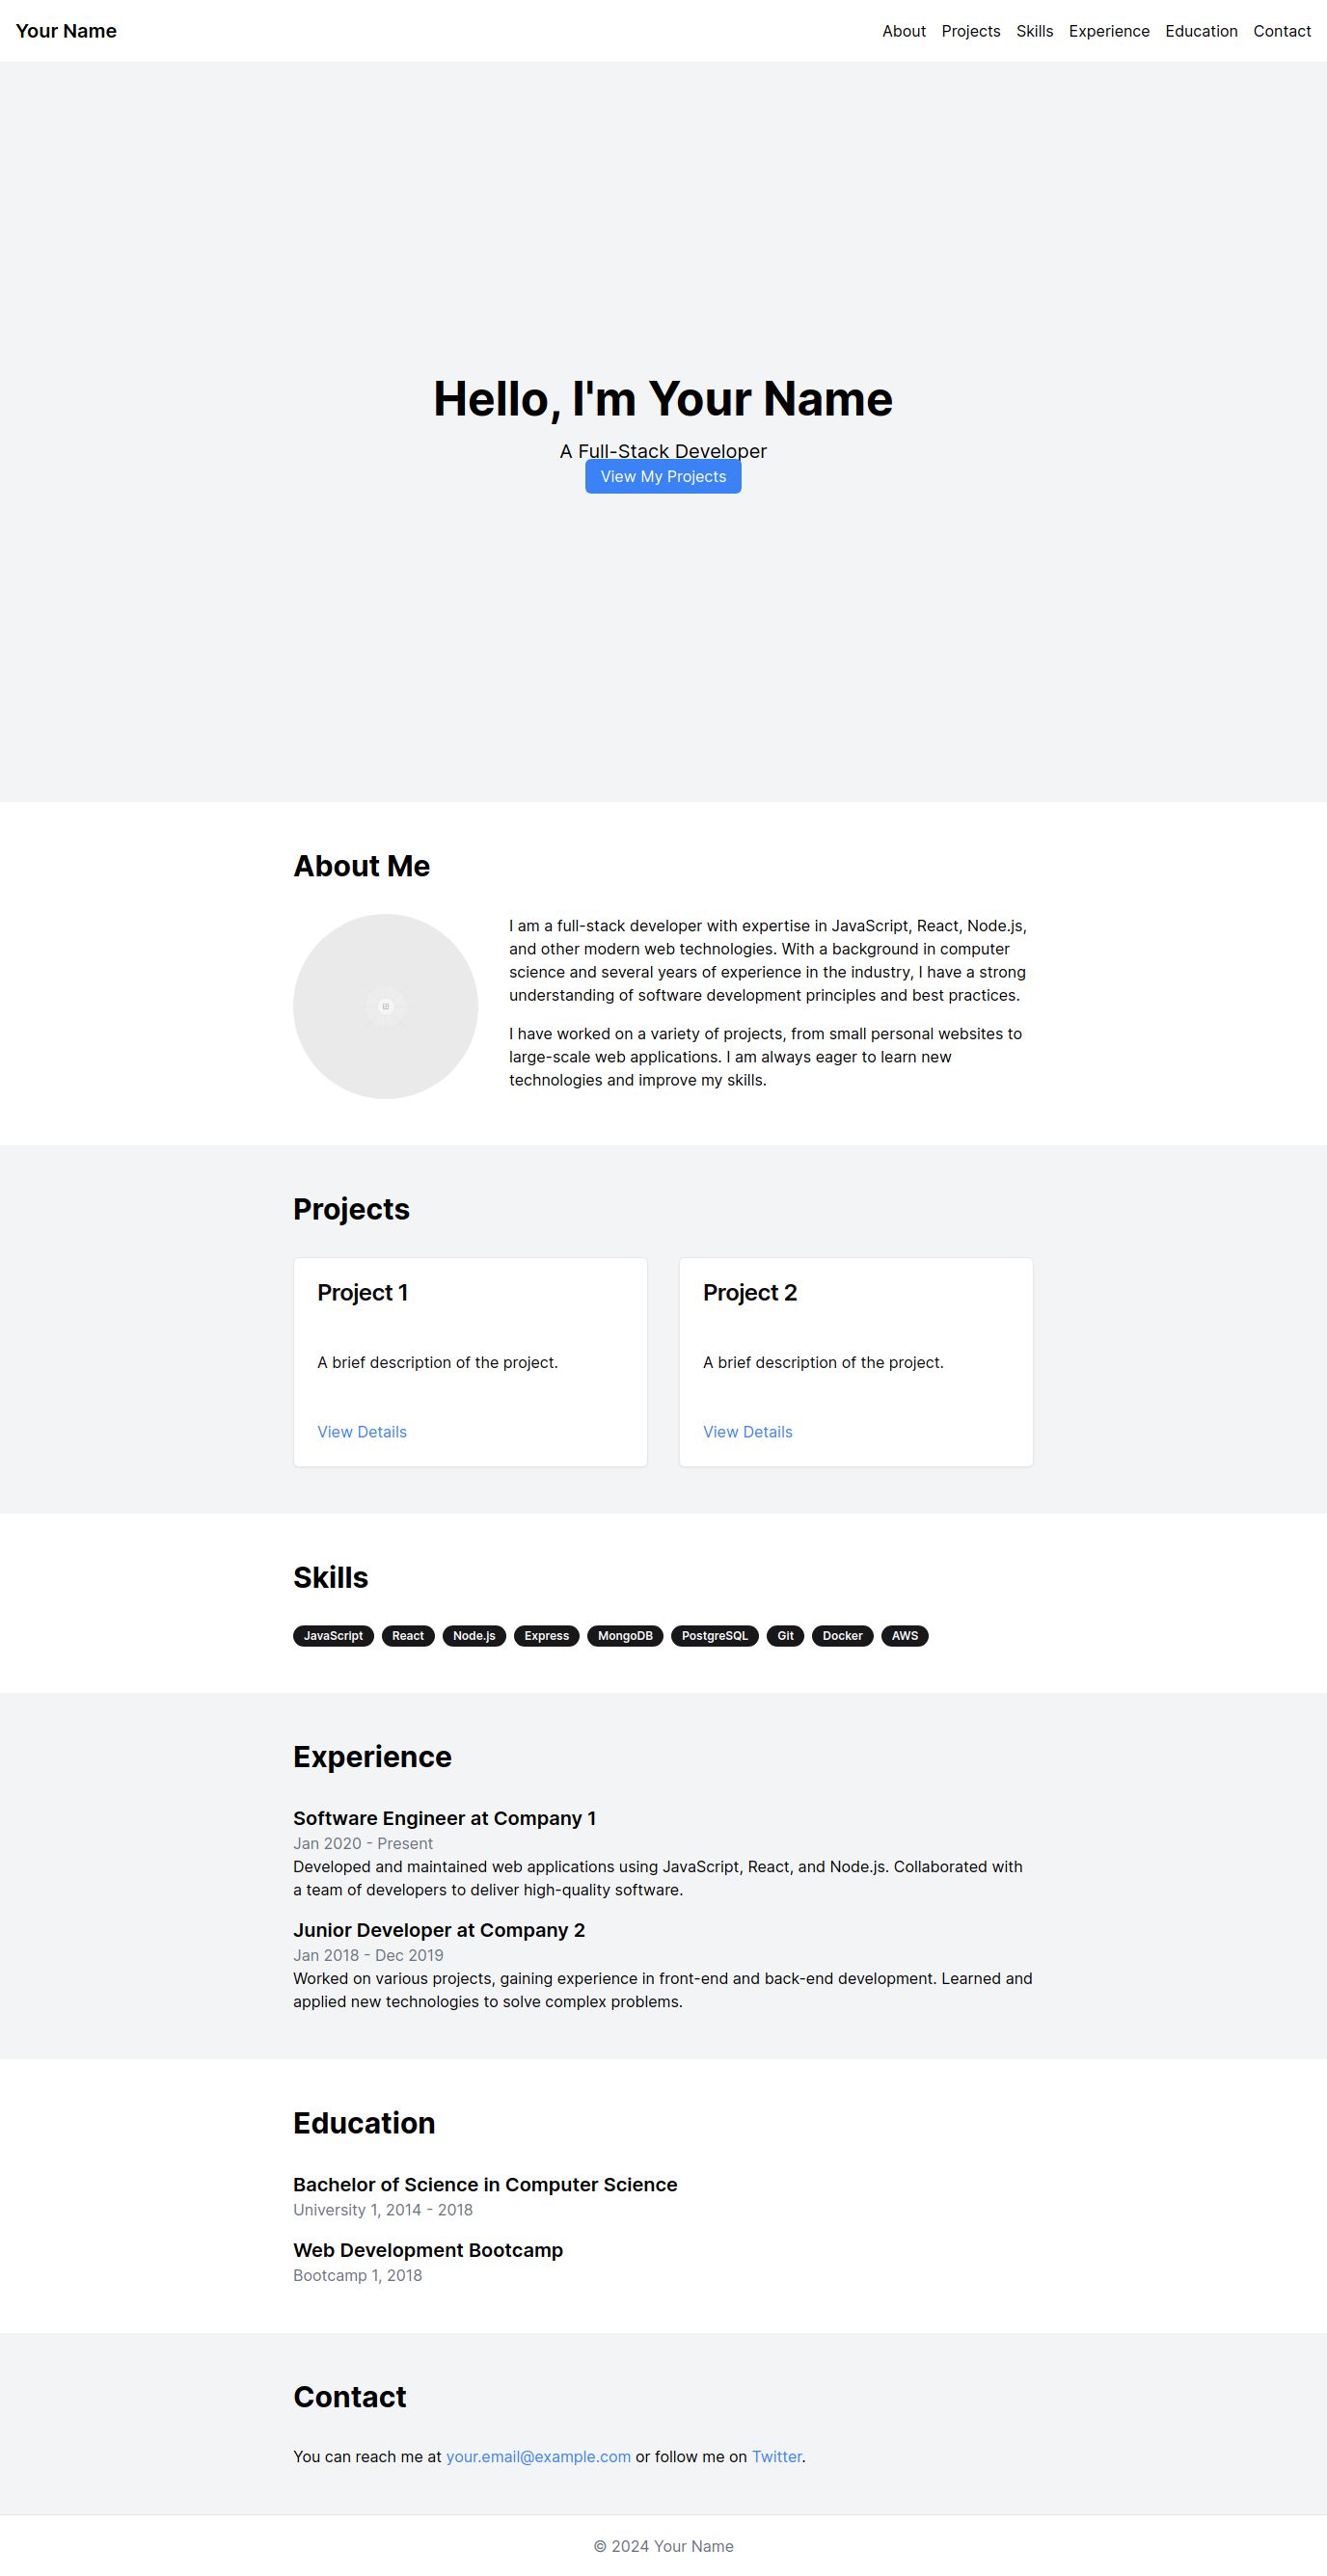 Your Name
About Projects Skills Experience Education Contact
Hello, I'm Your Name
A Full-Stack Developer
View My Projects
About Me
I am a full-stack developer with expertise in JavaScript, React, Node.js,
and other modern web technologies. With a background in computer
science and several years of experience in the industry, I have a strong
understanding of software development principles and best practices.
I have worked on a variety of projects, from small personal websites to
large-scale web applications. I am always eager to learn new
technologies and improve my skills.
Projects
Project 1
A brief description of the project.
View Details
Project 2
A brief description of the project.
View Details
Skills
JavaScript React Node.js Express MongoDB PostgreSQL Git Docker AWS
Experience
Software Engineer at Company 1
Jan 2020 - Present
Developed and maintained web applications using JavaScript, React, and Node.js. Collaborated with
a team of developers to deliver high-quality software.
Junior Developer at Company 2
Jan 2018 - Dec 2019
Worked on various projects, gaining experience in front-end and back-end development. Learned and
applied new technologies to solve complex problems.
Education
Bachelor of Science in Computer Science
University 1, 2014 - 2018
Web Development Bootcamp
Bootcamp 1, 2018
Contact
You can reach me at your.email@example.com or follow me on Twitter.
© 2024 Your Name